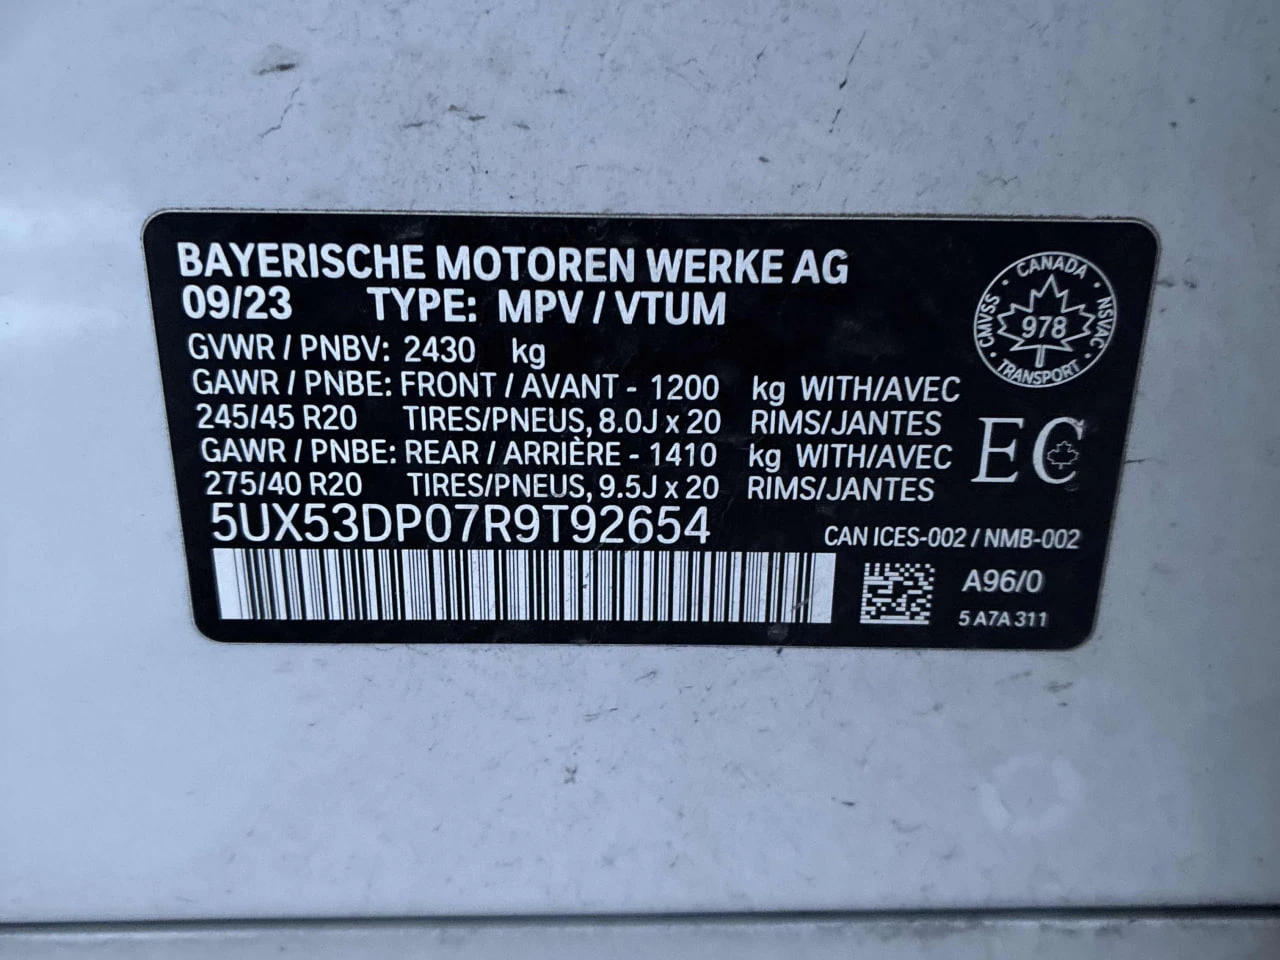 BAYERISCHE MOTOREN WERKE AG
09/23 TYPE: MPV / VTUM
GVWR / PNBV: 2430 kg
GAWR / PNBE: FRONT / AVANT - 1200 kg WITH/AVEC
245/45 R20 TIRES/PNEUS, 8.0J x 20 RIMS/JANTES
GAWR / PNBE: REAR / ARRIÈRE - 1410 kg WITH/AVEC
275/40 R20 TIRES/PNEUS, 9.5J x 20 RIMS/JANTES
5UX53DP07R9T92654
CANADA
CMVSS
978
NSVAC
TRANSPORT
EC
CAN ICES-002 / NMB-002
A96/0
5 A7A 311